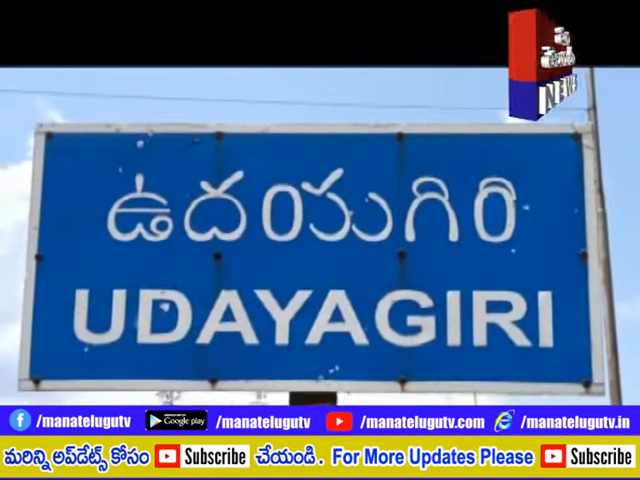 NEWS
ఉదయగిరి
UDAYAGIRI
/manatelugutv Google play /manatelugutv /manatelugutv.com /manatelugutv.in
మరిన్ని అప్‌డేట్స్ కోసం Subscribe చేయండి. For More Updates Please Subscribe